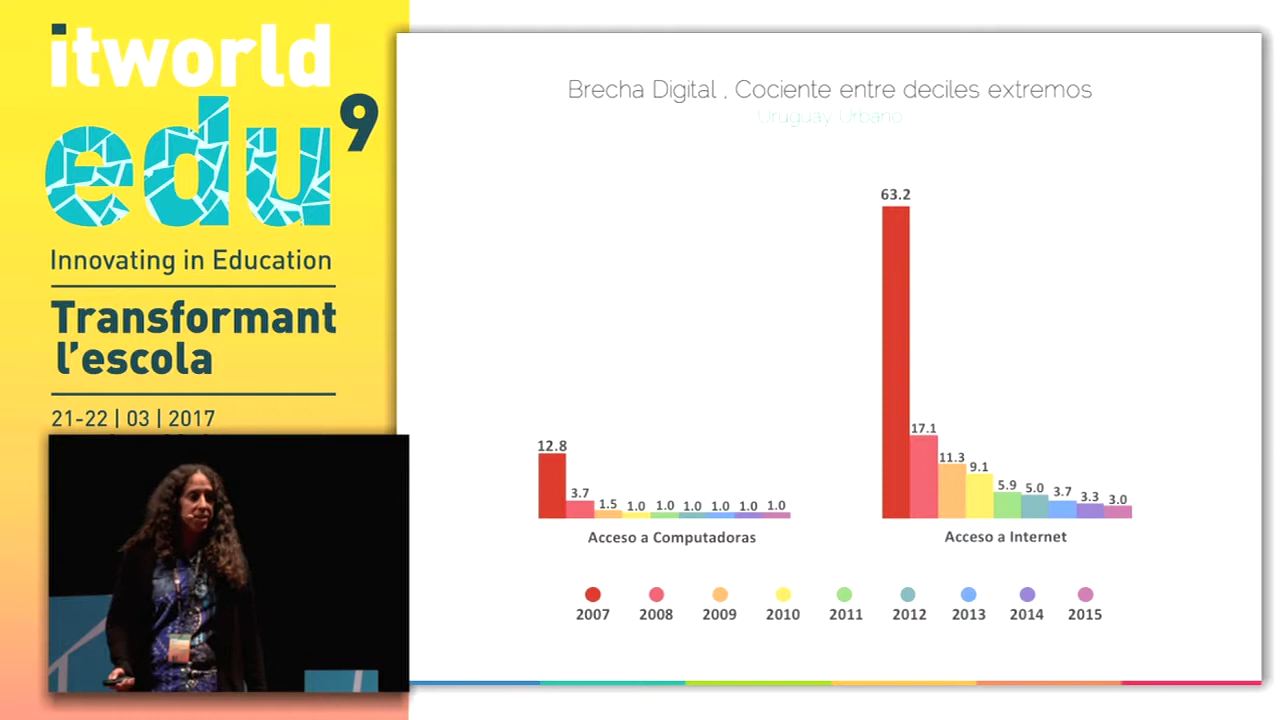 itworld
edu9
Innovating in Education
Transformant
l'escola
21-22 | 03 | 2017
Brecha Digital , Cociente entre deciles extremos
Uruguay Urbano
63.2
17.1
11.3
9.1
5.9
5.0
3.7
3.3
3.0
12.8
3.7
1.5
1.0
1.0
1.0
1.0
1.0
1.0
Acceso a Computadoras
Acceso a Internet
2007
2008
2009
2010
2011
2012
2013
2014
2015